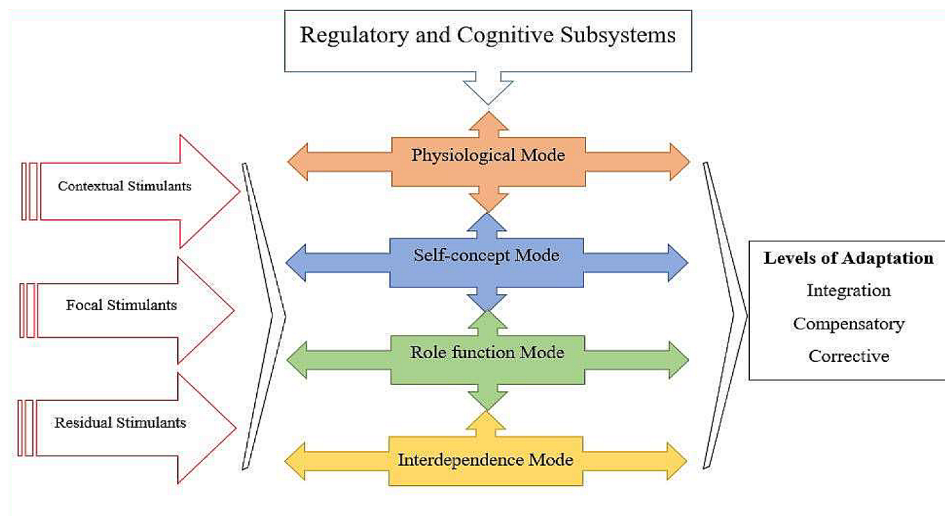 Regulatory and Cognitive Subsystems
Contextual Stimulants
Focal Stimulants
Residual Stimulants
Physiological Mode
Self-concept Mode
Role function Mode
Interdependence Mode
Levels of Adaptation
Integration
Compensatory
Corrective